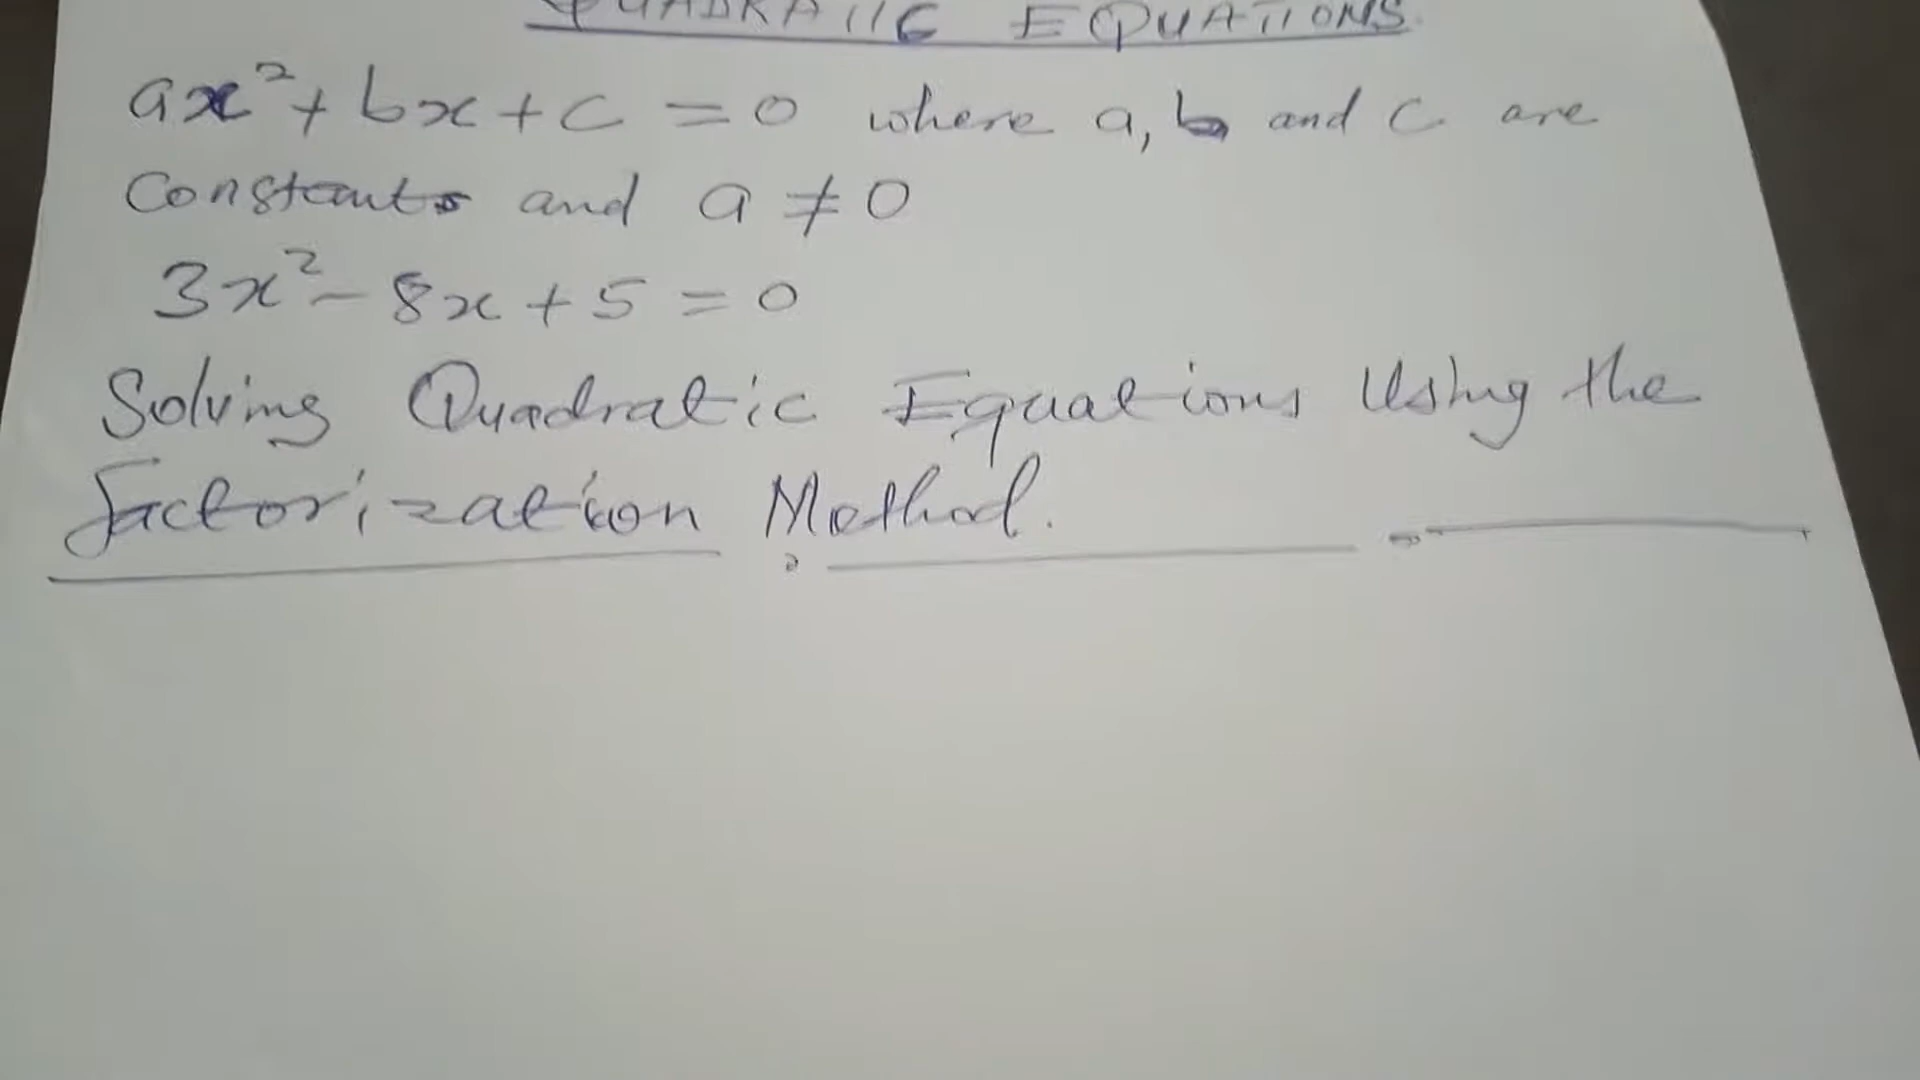 QUADRATIC EQUATIONS
ax² + bx + c = 0 where a, b and c are
Constants and a ≠ 0
3x² - 8x + 5 = 0
Solving Quadratic Equations Using the
Factorization Method.